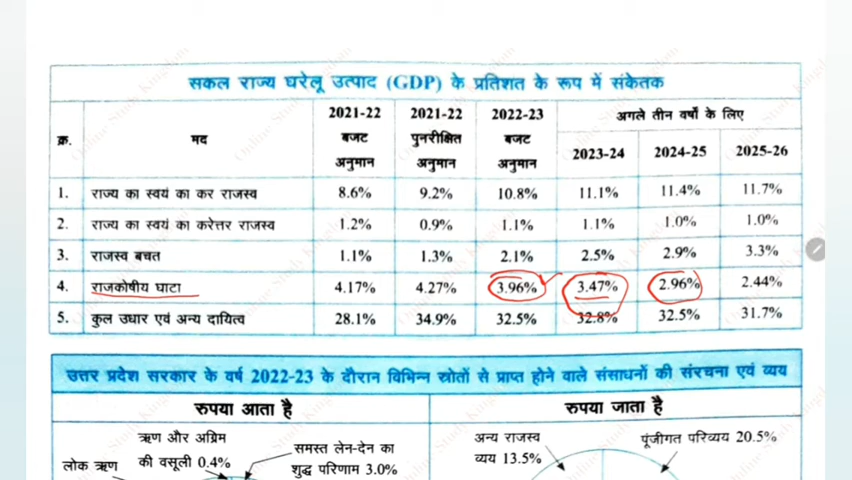 सकल राज्य घरेलू उत्पाद (GDP) के प्रतिशत के रूप में संकेतक
क्र. मद 2021-22 बजट अनुमान 2021-22 पुनरीक्षित अनुमान 2022-23 बजट अनुमान अगले तीन वर्षों के लिए
2023-24 2024-25 2025-26
1. राज्य का स्वयं का कर राजस्व 8.6% 9.2% 10.8% 11.1% 11.4% 11.7%
2. राज्य का स्वयं का करेत्तर राजस्व 1.2% 0.9% 1.1% 1.1% 1.0% 1.0%
3. राजस्व बचत 1.1% 1.3% 2.1% 2.5% 2.9% 3.3%
4. राजकोषीय घाटा 4.17% 4.27% 3.96% 3.47% 2.96% 2.44%
5. कुल उधार एवं अन्य दायित्व 28.1% 34.9% 32.5% 32.8% 32.5% 31.7%
उत्तर प्रदेश सरकार के वर्ष 2022-23 के दौरान विभिन्न स्रोतों से प्राप्त होने वाले संसाधनों की संरचना एवं व्यय
रुपया आता है
ऋण और अग्रिम
की वसूली 0.4%
समस्त लेन-देन का
शुद्ध परिणाम 3.0%
लोक ऋण
रुपया जाता है
अन्य राजस्व
व्यय 13.5%
पूंजीगत परिव्यय 20.5%
Online Study Kingdom